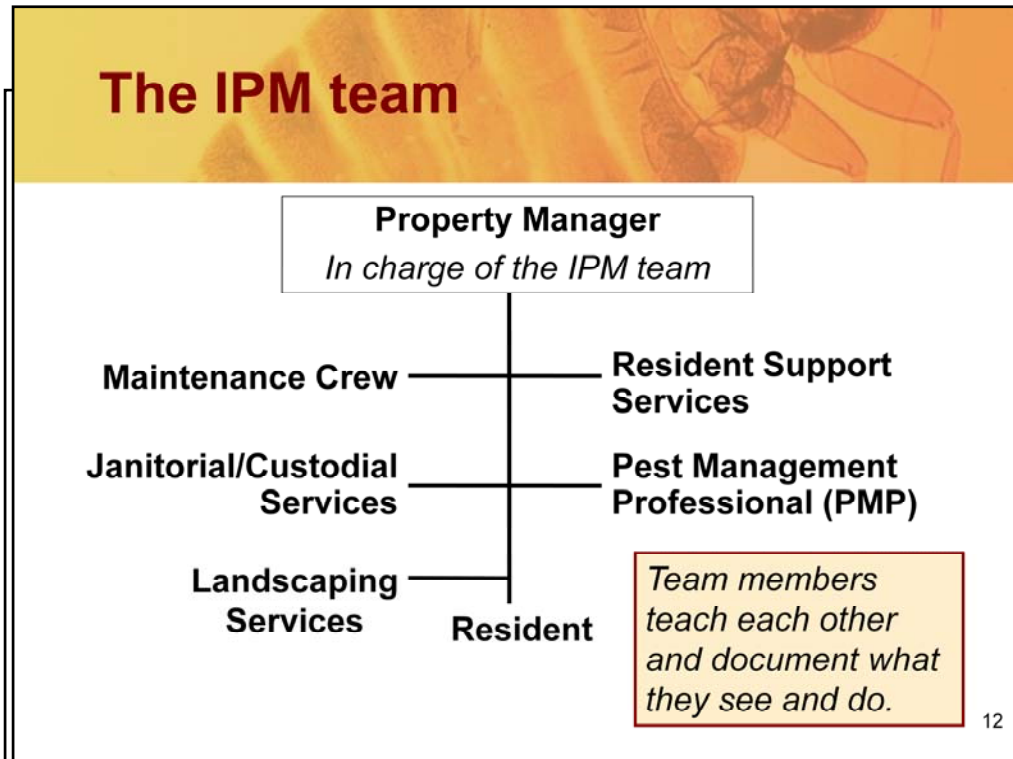 The IPM team
Property Manager
In charge of the IPM team
Maintenance Crew
Resident Support
Services
Janitorial/Custodial
Services
Pest Management
Professional (PMP)
Landscaping
Services
Resident
Team members
teach each other
and document what
they see and do.
12